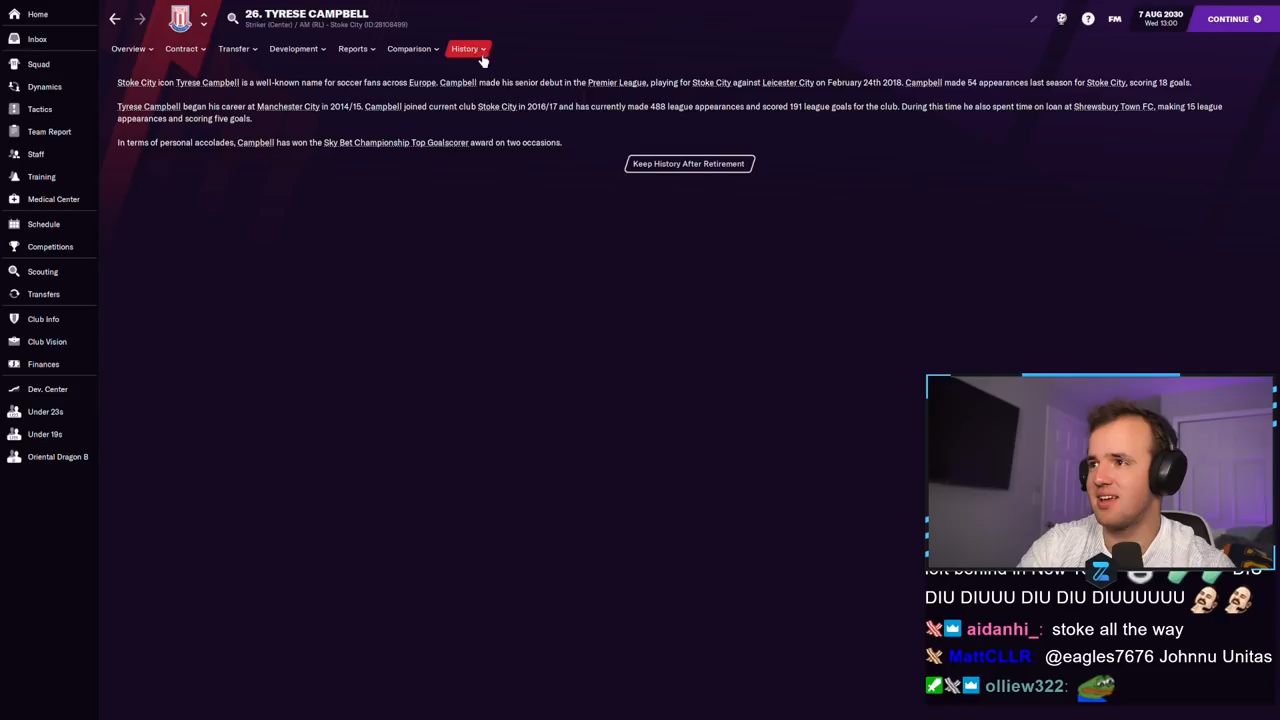 Home
26. TYRESE CAMPBELL
Striker (Center) / AM (RL) - Stoke City (ID:28108499)
FM
7 AUG 2030
Wed 13:00
CONTINUE
Inbox
Squad
Dynamics
Tactics
Team Report
Staff
Training
Medical Center
Schedule
Competitions
Scouting
Transfers
Club Info
Club Vision
Finances
Dev. Center
Under 23s
Under 19s
Oriental Dragon B
Overview
Contract
Transfer
Development
Reports
Comparison
History
Stoke City icon Tyrese Campbell is a well-known name for soccer fans across Europe. Campbell made his senior debut in the Premier League, playing for Stoke City against Leicester City on February 24th 2018. Campbell made 54 appearances last season for Stoke City, scoring 18 goals.
Tyrese Campbell began his career at Manchester City in 2014/15. Campbell joined current club Stoke City in 2016/17 and has currently made 488 league appearances and scored 191 league goals for the club. During this time he also spent time on loan at Shrewsbury Town FC, making 15 league
appearances and scoring five goals.
In terms of personal accolades, Campbell has won the Sky Bet Championship Top Goalscorer award on two occasions.
Keep History After Retirement
DIU DIUUU DIU DIU DIUUUUUU
aidanhi_: stoke all the way
MattCLLR: @eagles7676 Johnnu Unitas
olliew322: